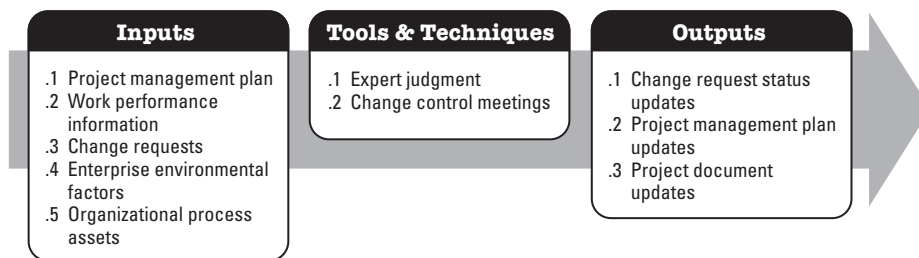 Inputs
.1 Project management plan
.2 Work performance
information
.3 Change requests
.4 Enterprise environmental
factors
.5 Organizational process
assets
Tools & Techniques
.1 Expert judgment
.2 Change control meetings
Outputs
.1 Change request status
updates
.2 Project management plan
updates
.3 Project document
updates